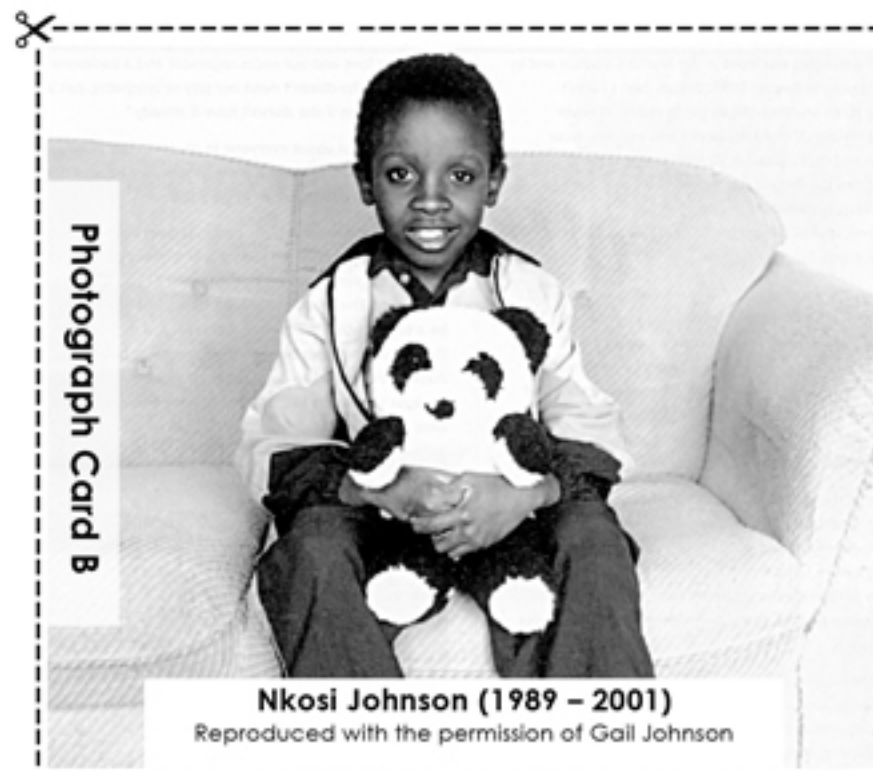 Photograph Card B
Nkosi Johnson (1989 – 2001)
Reproduced with the permission of Gail Johnson